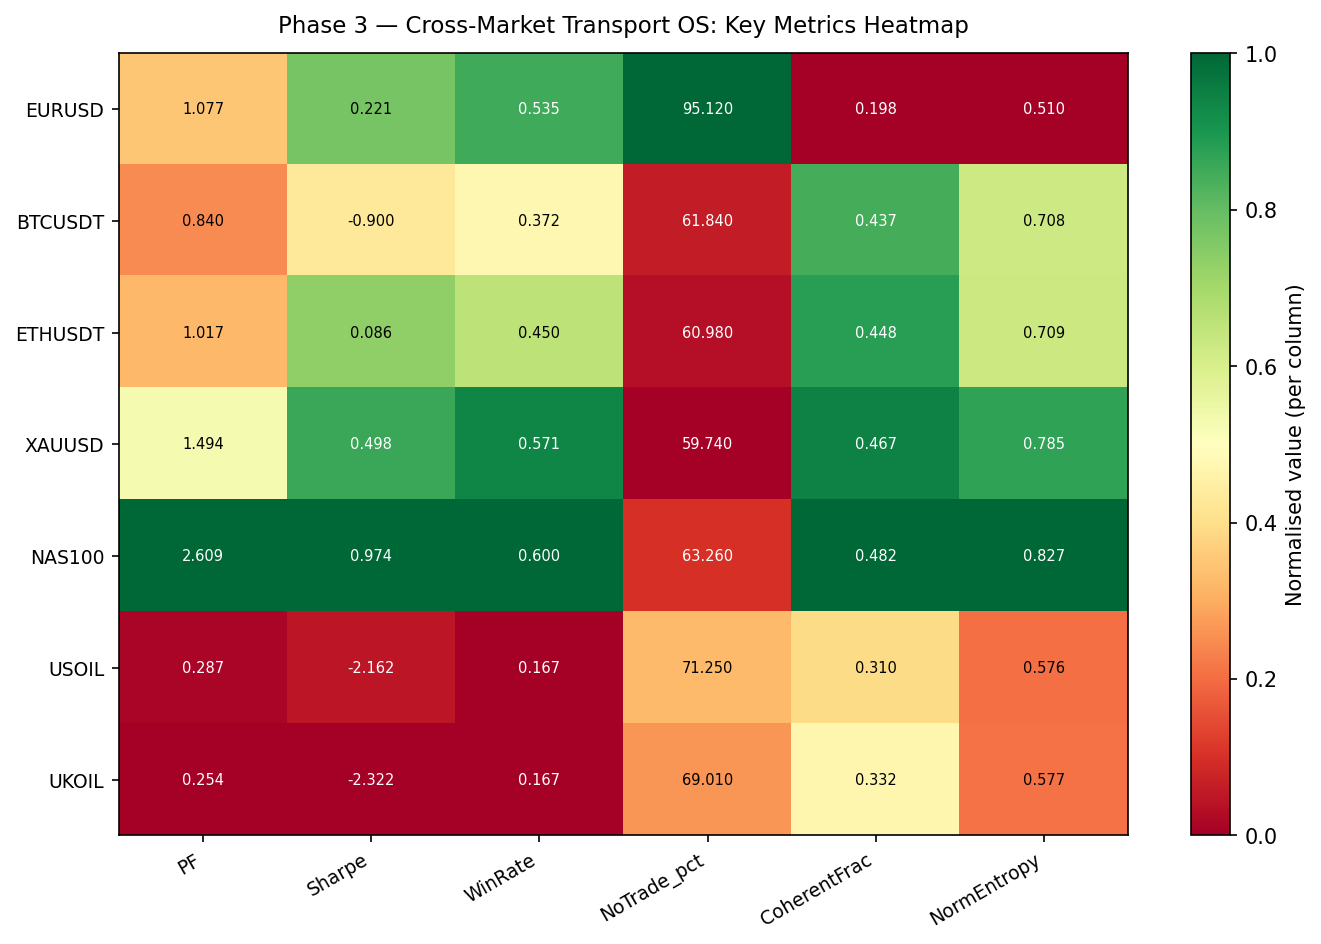 Phase 3 — Cross-Market Transport OS: Key Metrics Heatmap
EURUSD 1.077 0.221 0.535 95.120 0.198 0.510
BTCUSDT 0.840 -0.900 0.372 61.840 0.437 0.708
ETHUSDT 1.017 0.086 0.450 60.980 0.448 0.709
XAUUSD 1.494 0.498 0.571 59.740 0.467 0.785
NAS100 2.609 0.974 0.600 63.260 0.482 0.827
USOIL 0.287 -2.162 0.167 71.250 0.310 0.576
UKOIL 0.254 -2.322 0.167 69.010 0.332 0.577
PF Sharpe WinRate NoTrade_pct CoherentFrac NormEntropy
1.0
0.8
0.6
0.4
0.2
0.0
Normalised value (per column)